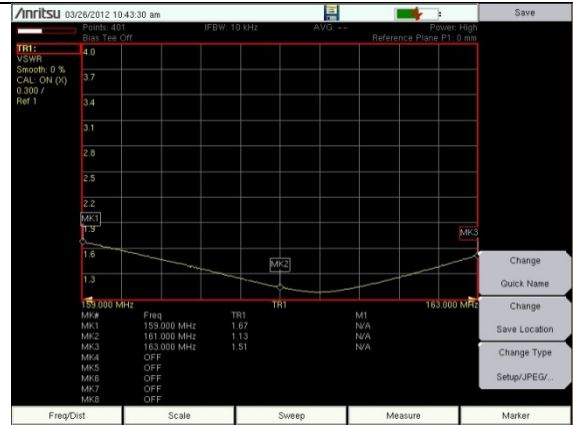 Anritsu 03/26/2012 10:43:30 am
Save
Points: 401 IFBW: 10 kHz AVG: -- Power: High
Bias Tee Off Reference Plane P1: 0 mm
TR1:
VSWR
Smooth: 0 %
CAL: ON (X)
0.300 /
Ref 1
4.0
3.7
3.4
3.1
2.8
2.5
2.2
MK1
1.9
MK3
1.6
MK2
1.3
159.000 MHz TR1 163.000 MHz
MK# Freq TR1 M1
MK1 159.000 MHz 1.67 N/A
MK2 161.000 MHz 1.13 N/A
MK3 163.000 MHz 1.51 N/A
MK4 OFF
MK5 OFF
MK6 OFF
MK7 OFF
MK8 OFF
Change
Quick Name
Change
Save Location
Change Type
Setup/JPEG/...
Freq/Dist Scale Sweep Measure Marker